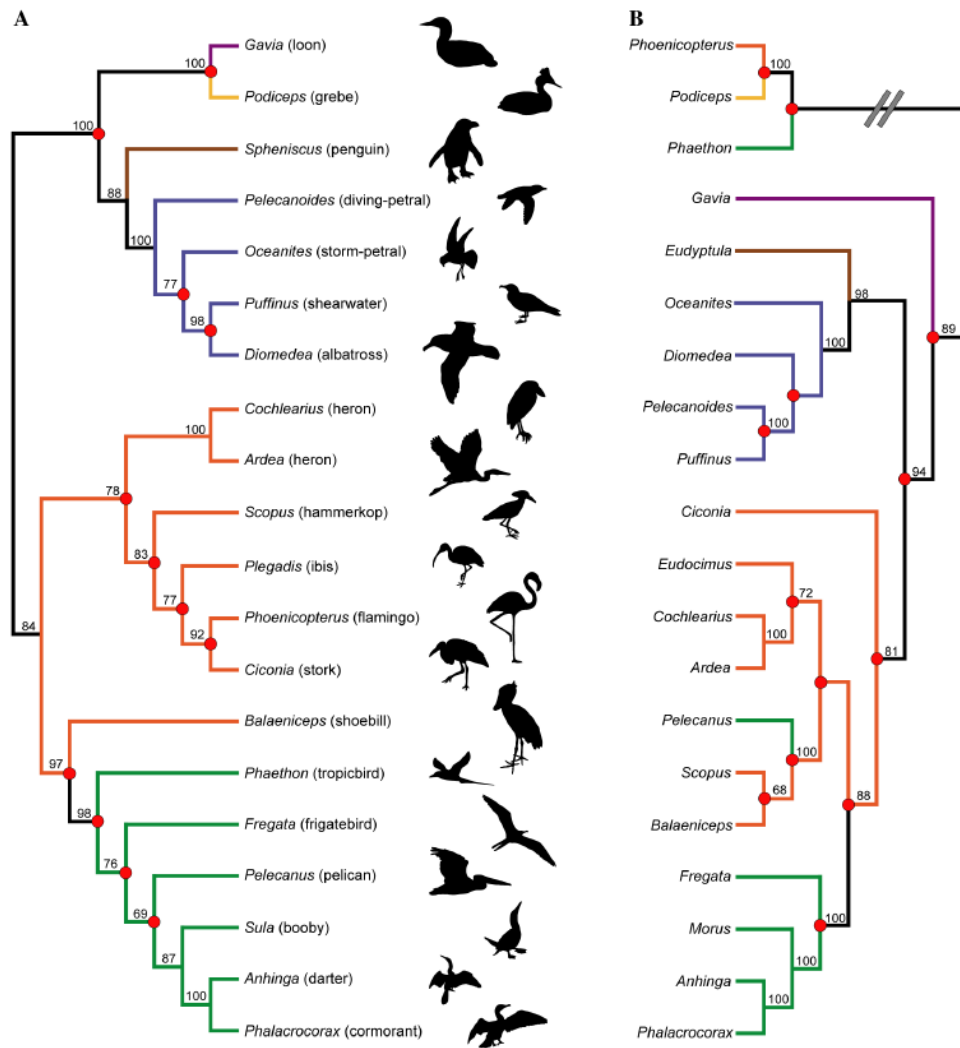 A
Gavia (loon)
100
Podiceps (grebe)
100
Spheniscus (penguin)
88
Pelecanoides (diving-petral)
100
Oceanites (storm-petral)
77
Puffinus (shearwater)
98
Diomedea (albatross)
Cochlearius (heron)
100
Ardea (heron)
78
Scopus (hammerkop)
83
Plegadis (ibis)
77
Phoenicopterus (flamingo)
92
84
Ciconia (stork)
Balaeniceps (shoebill)
97
Phaethon (tropicbird)
98
Fregata (frigatebird)
76
Pelecanus (pelican)
69
Sula (booby)
87
Anhinga (darter)
100
Phalacrocorax (cormorant)
B
Phoenicopterus
100
Podiceps
Phaethon
Gavia
Eudyptula
98
Oceanites
89
100
Diomedea
Pelecanoides
100
Puffinus
94
Ciconia
Eudocimus
72
Cochlearius
100
81
Ardea
Pelecanus
100
Scopus
68
88
Balaeniceps
Fregata
100
Morus
100
Anhinga
100
Phalacrocorax